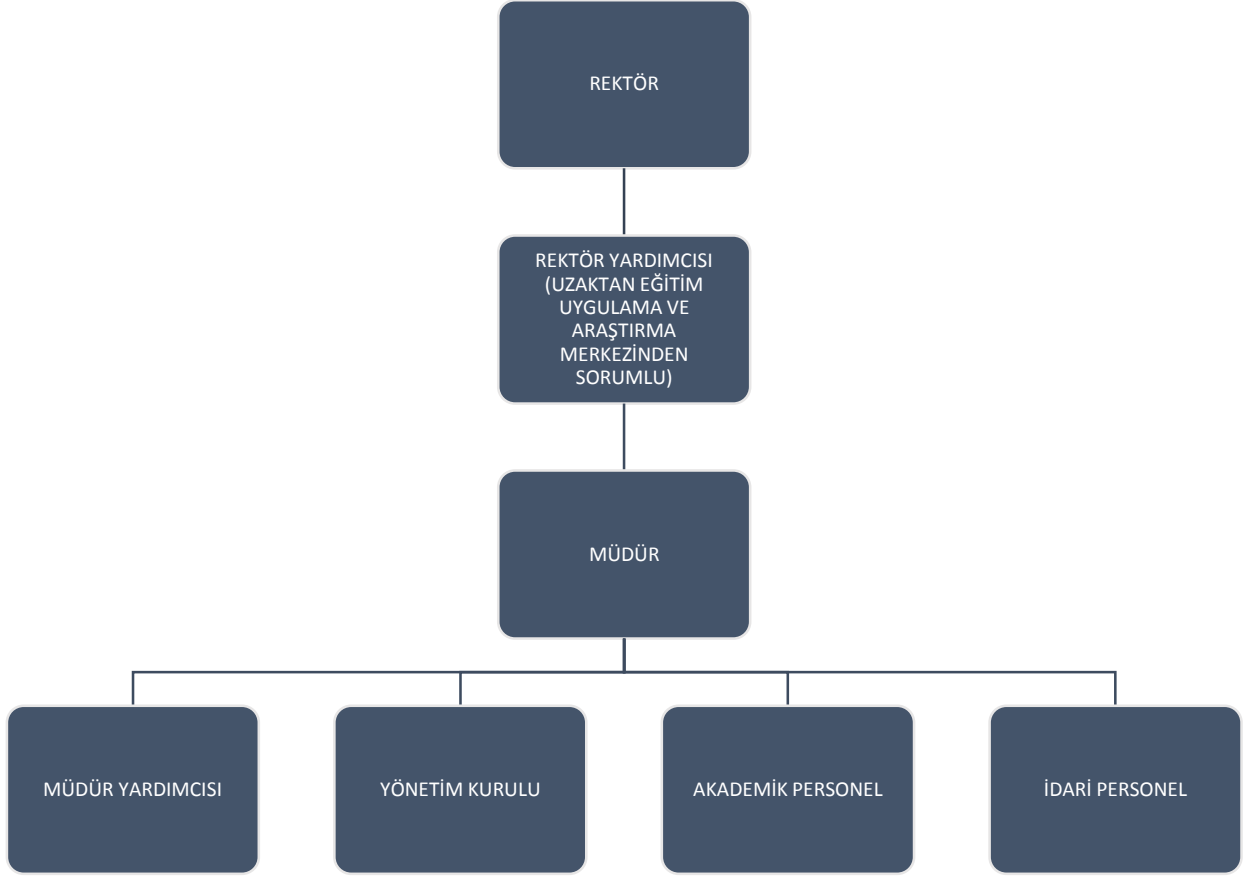 REKTÖR
REKTÖR YARDIMCISI
(UZAKTAN EĞİTİM
UYGULAMA VE
ARAŞTIRMA
MERKEZİNDEN
SORUMLU)
MÜDÜR
MÜDÜR YARDIMCISI
YÖNETİM KURULU
AKADEMİK PERSONEL
İDARİ PERSONEL